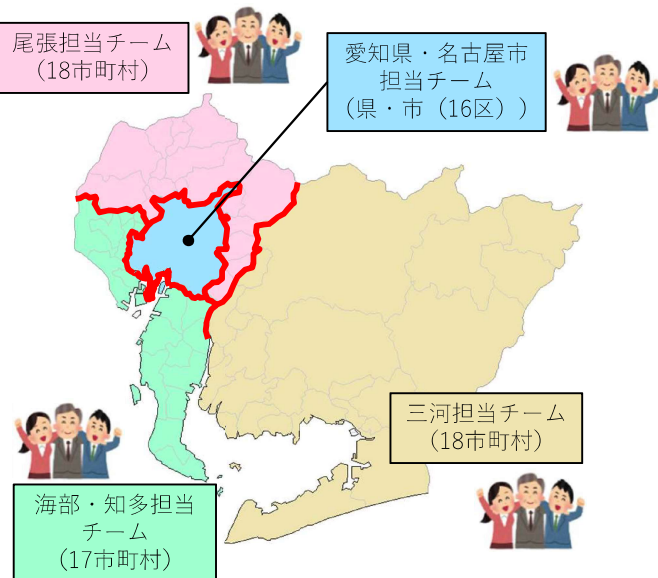 尾張担当チーム
（18市町村）
愛知県・名古屋市
担当チーム
（県・市（16区））
三河担当チーム
（18市町村）
海部・知多担当
チーム
（17市町村）